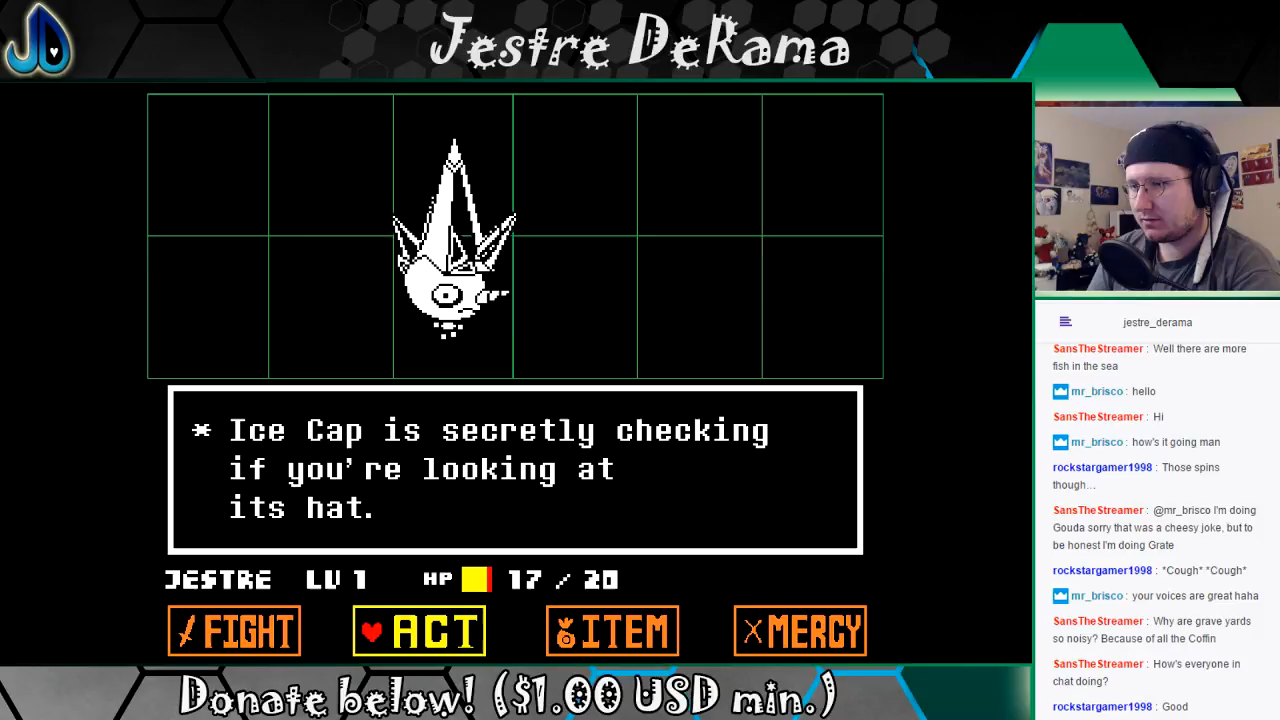 JD
Jestre DeRama
* Ice Cap is secretly checking
if you're looking at
its hat.
JESTRE LV 1 HP 17 / 20
FIGHT ACT ITEM MERCY
Donate below! ($1.00 USD min.)
jestre_derama
SansTheStreamer : Well there are more
fish in the sea
mr_brisco : hello
SansTheStreamer : Hi
mr_brisco : how's it going man
rockstargamer1998 : Those spins
though...
SansTheStreamer : @mr_brisco I'm doing
Gouda sorry that was a cheesy joke, but to
be honest I'm doing Grate
rockstargamer1998 : *Cough* *Cough*
mr_brisco : your voices are great haha
SansTheStreamer : Why are grave yards
so noisy? Because of all the Coffin
SansTheStreamer : How's everyone in
chat doing?
rockstargamer1998 : Good